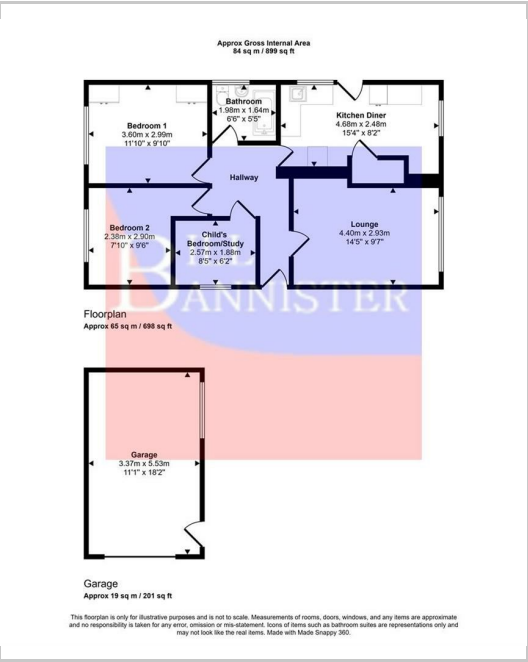 Approx Gross Internal Area
84 sq m / 899 sq ft
Bedroom 1
3.60m x 2.99m
11'10" x 9'10"
Bathroom
1.98m x 1.64m
6'6" x 5'5"
Kitchen Diner
4.68m x 2.48m
15'4" x 8'2"
Hallway
Bedroom 2
2.38m x 2.90m
7'10" x 9'6"
Child's
Bedroom/Study
2.57m x 1.88m
8'5" x 6'2"
Lounge
4.40m x 2.93m
14'5" x 9'7"
BILL
BANNISTER
Floorplan
Approx 65 sq m / 698 sq ft
Garage
3.37m x 5.53m
11'1" x 18'2"
Garage
Approx 19 sq m / 201 sq ft
This floorplan is only for illustrative purposes and is not to scale. Measurements of rooms, doors, windows, and any items are approximate
and no responsibility is taken for any error, omission or mis-statement. Icons of items such as bathroom suites are representations only and
may not look like the real items. Made with Made Snappy 360.